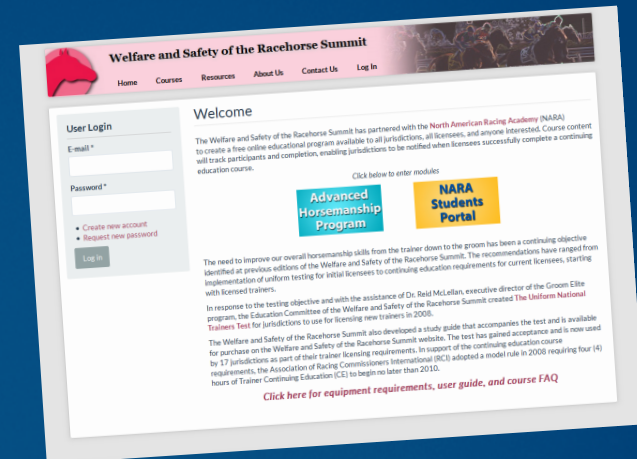 Welfare and Safety of the Racehorse Summit
Home Courses Resources About Us Contact Us Log In
User Login
E-mail *
Password *
Create new account
Request new password
Log in
Welcome
The Welfare and Safety of the Racehorse Summit has partnered with the North American Racing Academy (NARA)
to create a free online educational program available to all jurisdictions, all licensees, and anyone interested. Course content
will track participants and completion, enabling jurisdictions to be notified when licensees successfully complete a continuing
education course.
Click below to enter modules
Advanced
Horsemanship
Program
NARA
Students
Portal
The need to improve our overall horsemanship skills from the trainer down to the groom has been a continuing objective
identified at previous editions of the Welfare and Safety of the Racehorse Summit. The recommendations have ranged from
implementation of uniform testing for initial licensees to continuing education requirements for current licensees, starting
with licensed trainers.
In response to the testing objective and with the assistance of Dr. Reid McLellan, executive director of the Groom Elite
program, the Education Committee of the Welfare and Safety of the Racehorse Summit created The Uniform National
Trainers Test for jurisdictions to use for licensing new trainers in 2008.
The Welfare and Safety of the Racehorse Summit also developed a study guide that accompanies the test and is available
for purchase on the Welfare and Safety of the Racehorse Summit website. The test has gained acceptance and is now used
by 17 jurisdictions as part of their trainer licensing requirements. In support of the continuing education course
requirements, the Association of Racing Commissioners International (RCI) adopted a model rule in 2008 requiring four (4)
hours of Trainer Continuing Education (CE) to begin no later than 2010.
Click here for equipment requirements, user guide, and course FAQ